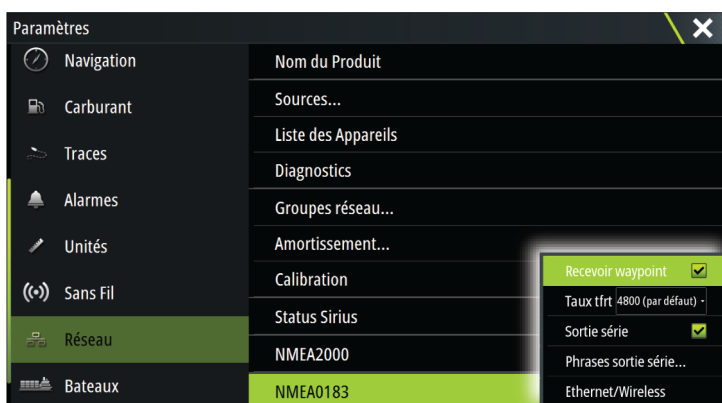 Paramètres
Navigation
Carburant
Traces
Alarmes
Unités
Sans Fil
Réseau
Bateaux
Nom du Produit
Sources...
Liste des Appareils
Diagnostics
Groupes réseau...
Amortissement...
Calibration
Status Sirius
NMEA2000
NMEA0183
Recevoir waypoint
Taux tfrt 4800 (par défaut)
Sortie série
Phrases sortie série...
Ethernet/Wireless